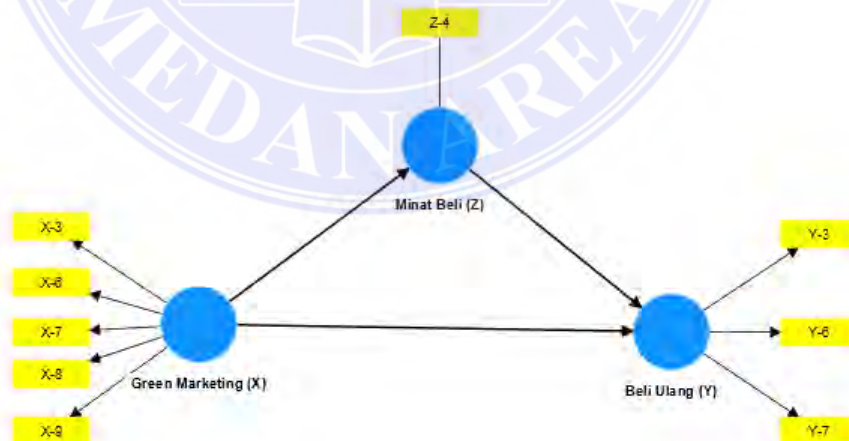 MEDAN AREA
Z-4
Minat Beli (Z)
X-3
X-6
X-7
X-8
X-9
Green Marketing (X)
Y-3
Y-6
Y-7
Beli Ulang (Y)